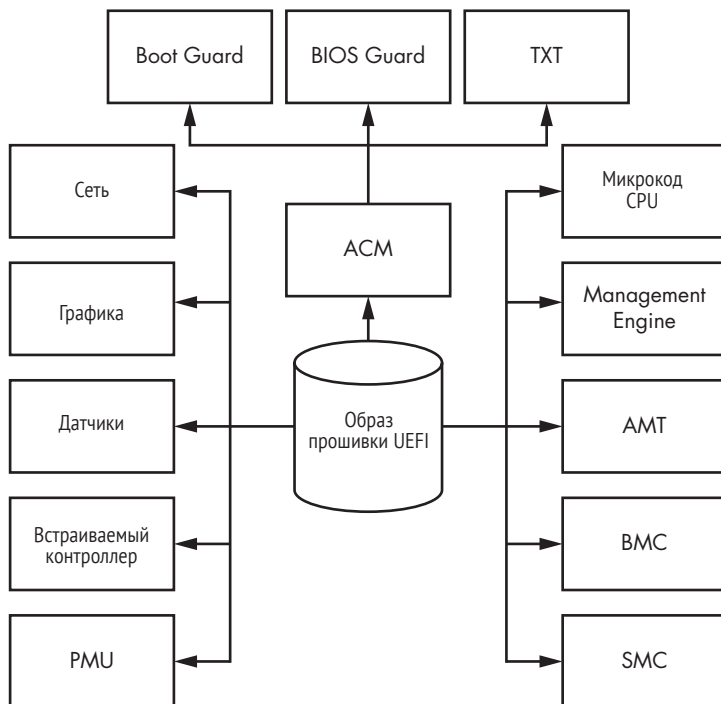 Boot Guard
BIOS Guard
TXT
Сеть
Микрокод
CPU
ACM
Графика
Management
Engine
Датчики
Образ
прошивки UEFI
AMT
Встраиваемый
контроллер
BMC
PMU
SMC